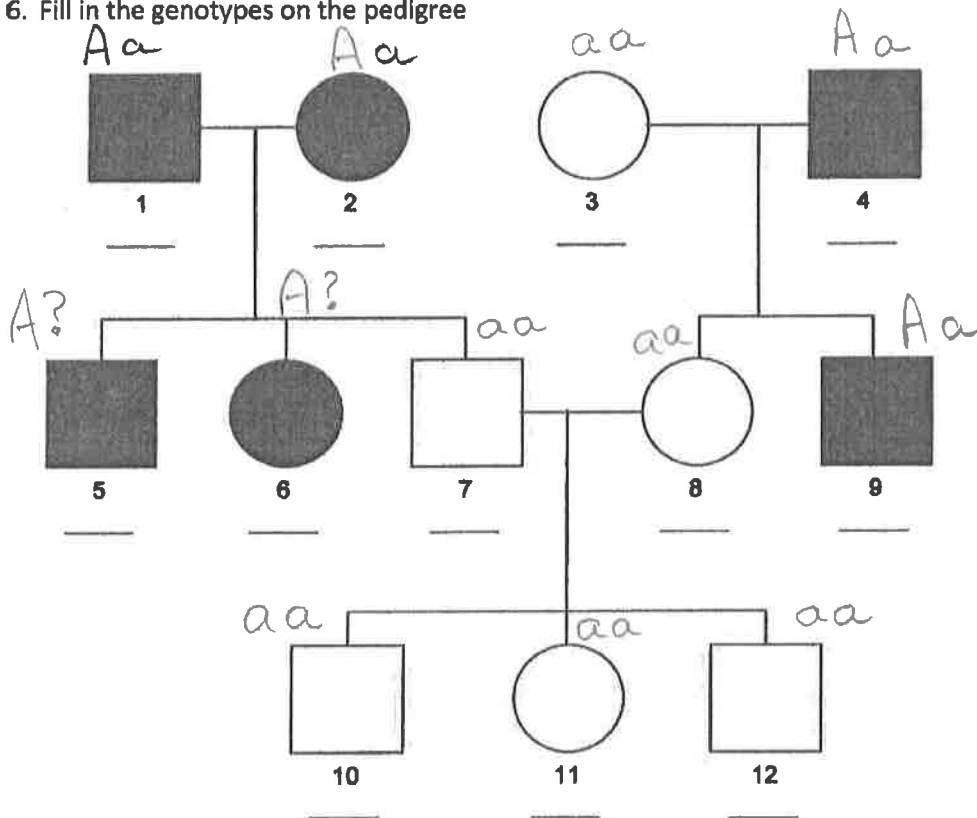 6. Fill in the genotypes on the pedigree
Aa Aa aa Aa
1 2 3 4
A? A? aa aa Aa
5 6 7 8 9
aa aa aa
10 11 12